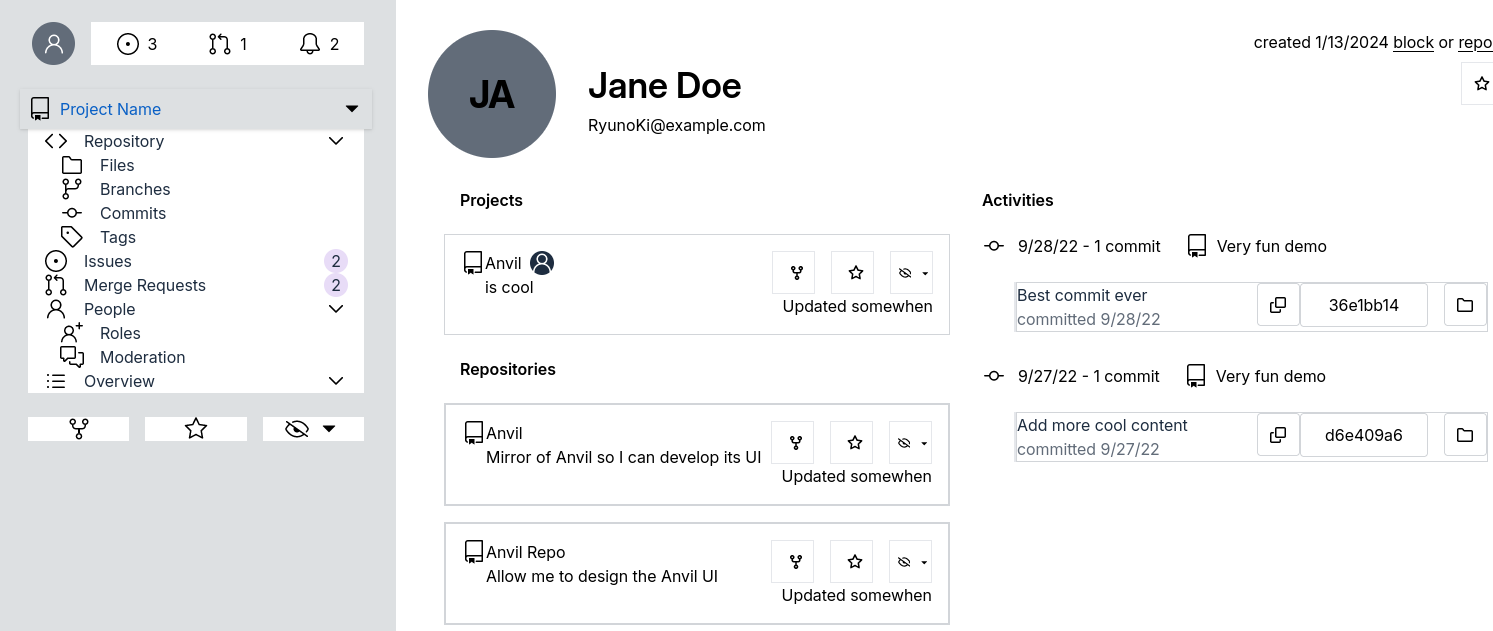 3 1 2
Project Name
Repository
Files
Branches
Commits
Tags
Issues 2
Merge Requests 2
People
Roles
Moderation
Overview
created 1/13/2024 block or repo
JA
Jane Doe
RyunoKi@example.com
Projects
Anvil
is cool
Updated somewhen
Repositories
Anvil
Mirror of Anvil so I can develop its UI
Updated somewhen
Anvil Repo
Allow me to design the Anvil UI
Updated somewhen
Activities
9/28/22 - 1 commit Very fun demo
Best commit ever
committed 9/28/22
36e1bb14
9/27/22 - 1 commit Very fun demo
Add more cool content
committed 9/27/22
d6e409a6